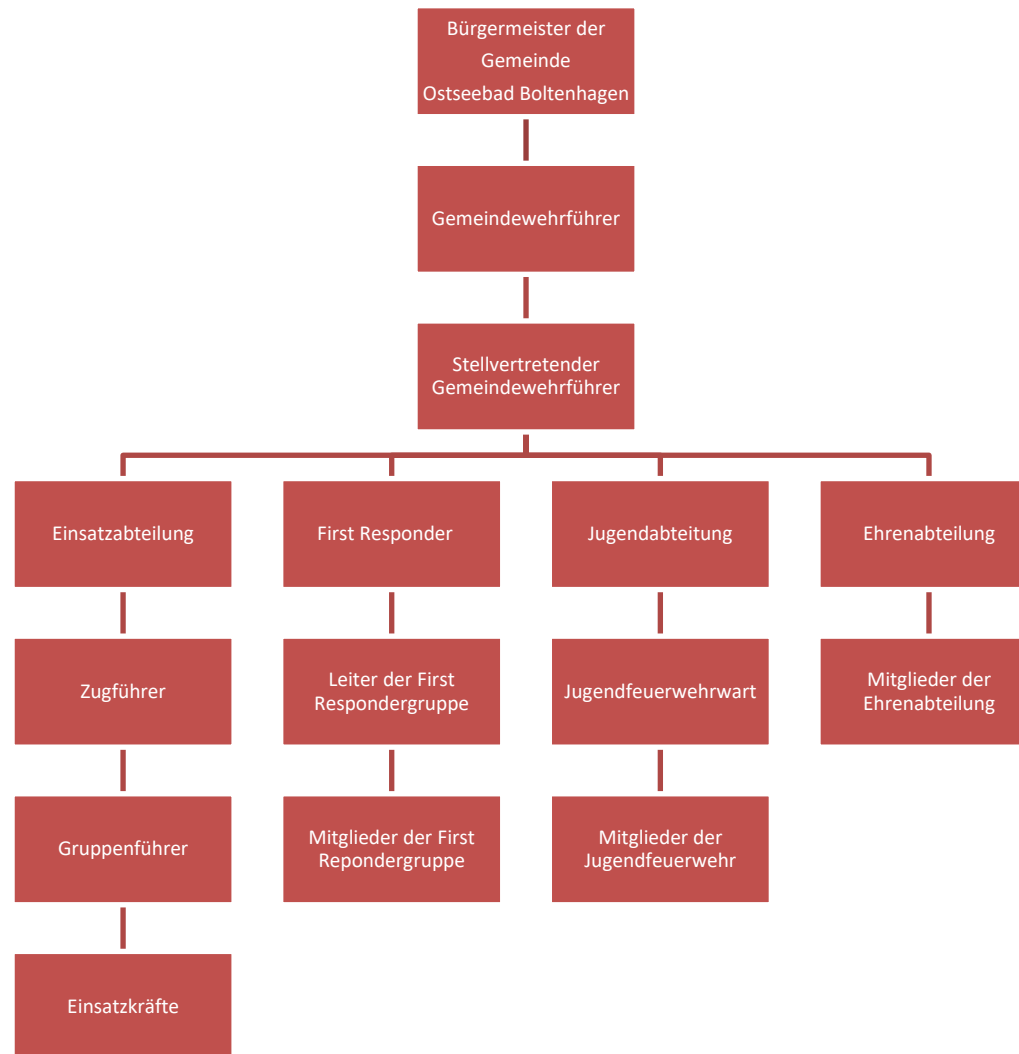 Bürgermeister der
Gemeinde
Ostseebad Boltenhagen
Gemeindewehrführer
Stellvertretender
Gemeindewehrführer
Einsatzabteilung
First Responder
Jugendabteitung
Ehrenabteilung
Zugführer
Leiter der First
Respondergruppe
Jugendfeuerwehrwart
Mitglieder der
Ehrenabteilung
Gruppenführer
Mitglieder der First
Repondergruppe
Mitglieder der
Jugendfeuerwehr
Einsatzkräfte